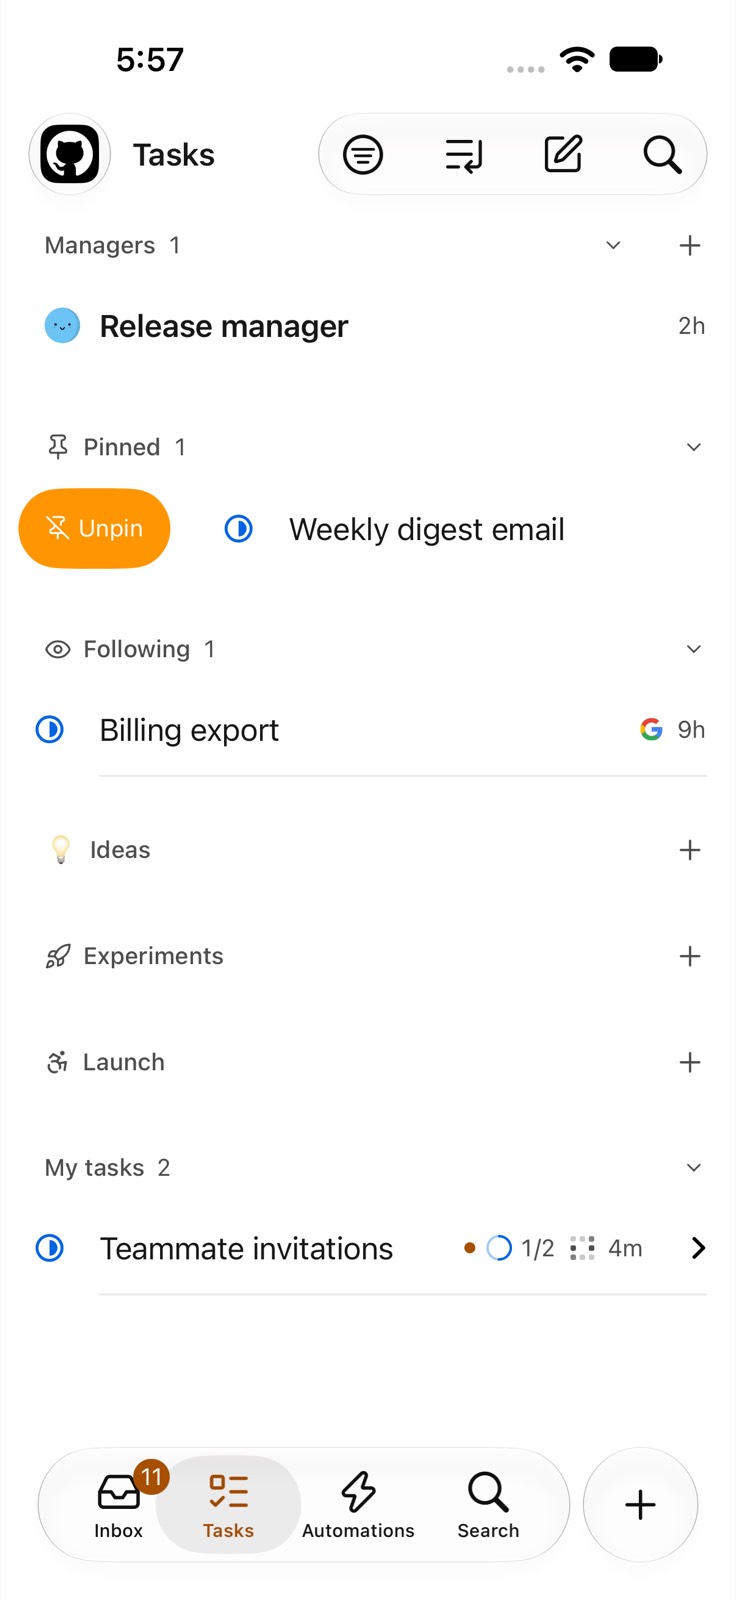 5:57
Tasks
Managers 1
Release manager 2h
Pinned 1
Unpin Weekly digest email
Following 1
Billing export 9h
Ideas
Experiments
Launch
My tasks 2
Teammate invitations 1/2 4m
11
Inbox Tasks Automations Search